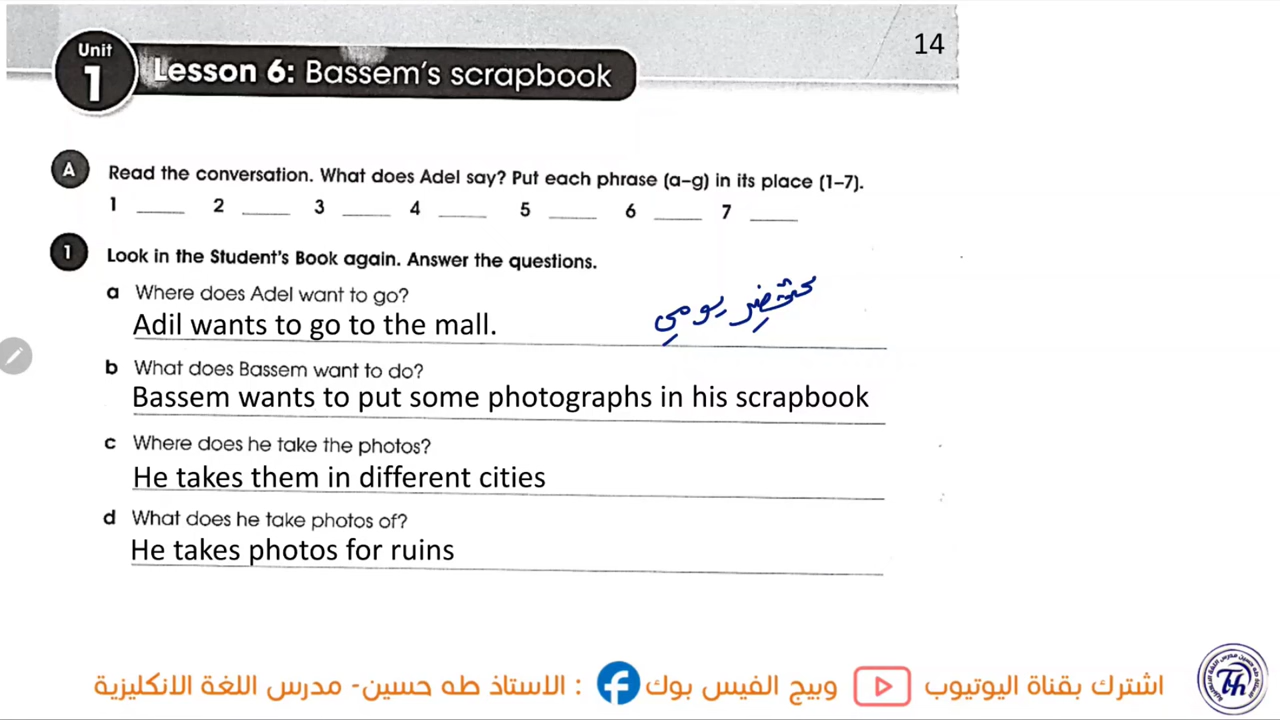 14
Unit
1
Lesson 6: Bassem's scrapbook
A Read the conversation. What does Adel say? Put each phrase (a–g) in its place (1–7).
1 ____ 2 ____ 3 ____ 4 ____ 5 ____ 6 ____ 7 ____
1 Look in the Student's Book again. Answer the questions.
a Where does Adel want to go?
Adil wants to go to the mall.
يومي
b What does Bassem want to do?
Bassem wants to put some photographs in his scrapbook
c Where does he take the photos?
He takes them in different cities
d What does he take photos of?
He takes photos for ruins
اشترك بقناة اليوتيوب وبيج الفيس بوك : الاستاذ طه حسين- مدرس اللغة الانكليزية
th